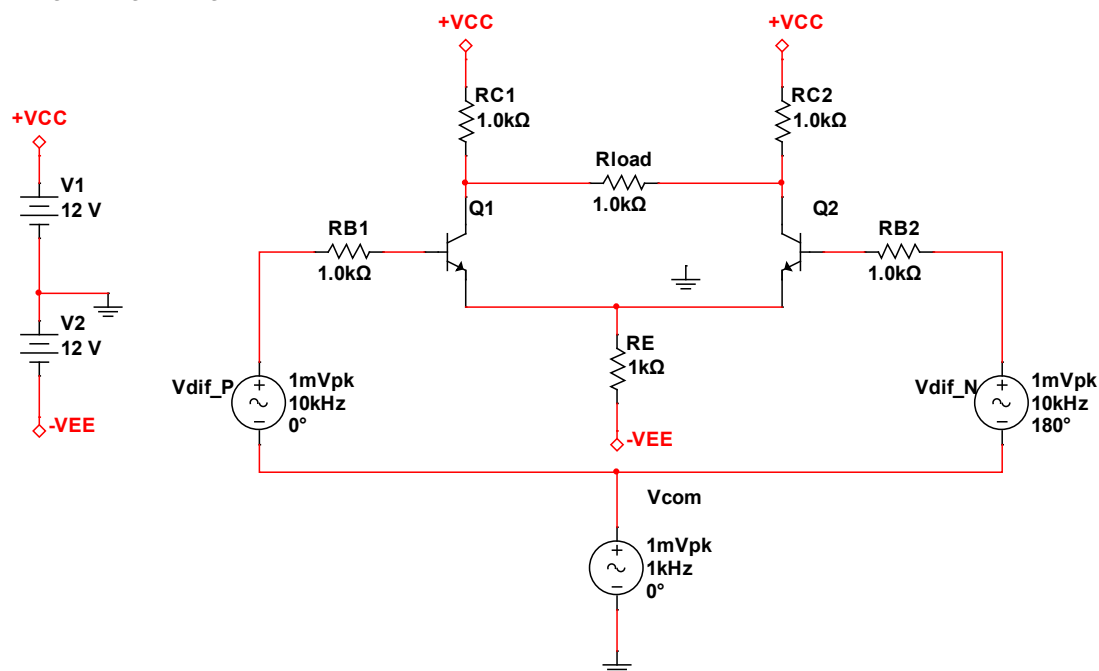 +VCC
V1
12 V
V2
12 V
-VEE
+VCC
+VCC
RC1
1.0kΩ
RC2
1.0kΩ
Rload
1.0kΩ
Q1
Q2
RB1
1.0kΩ
RB2
1.0kΩ
RE
1kΩ
-VEE
Vdif_P
1mVpk
10kHz
0°
Vdif_N
1mVpk
10kHz
180°
Vcom
1mVpk
1kHz
0°